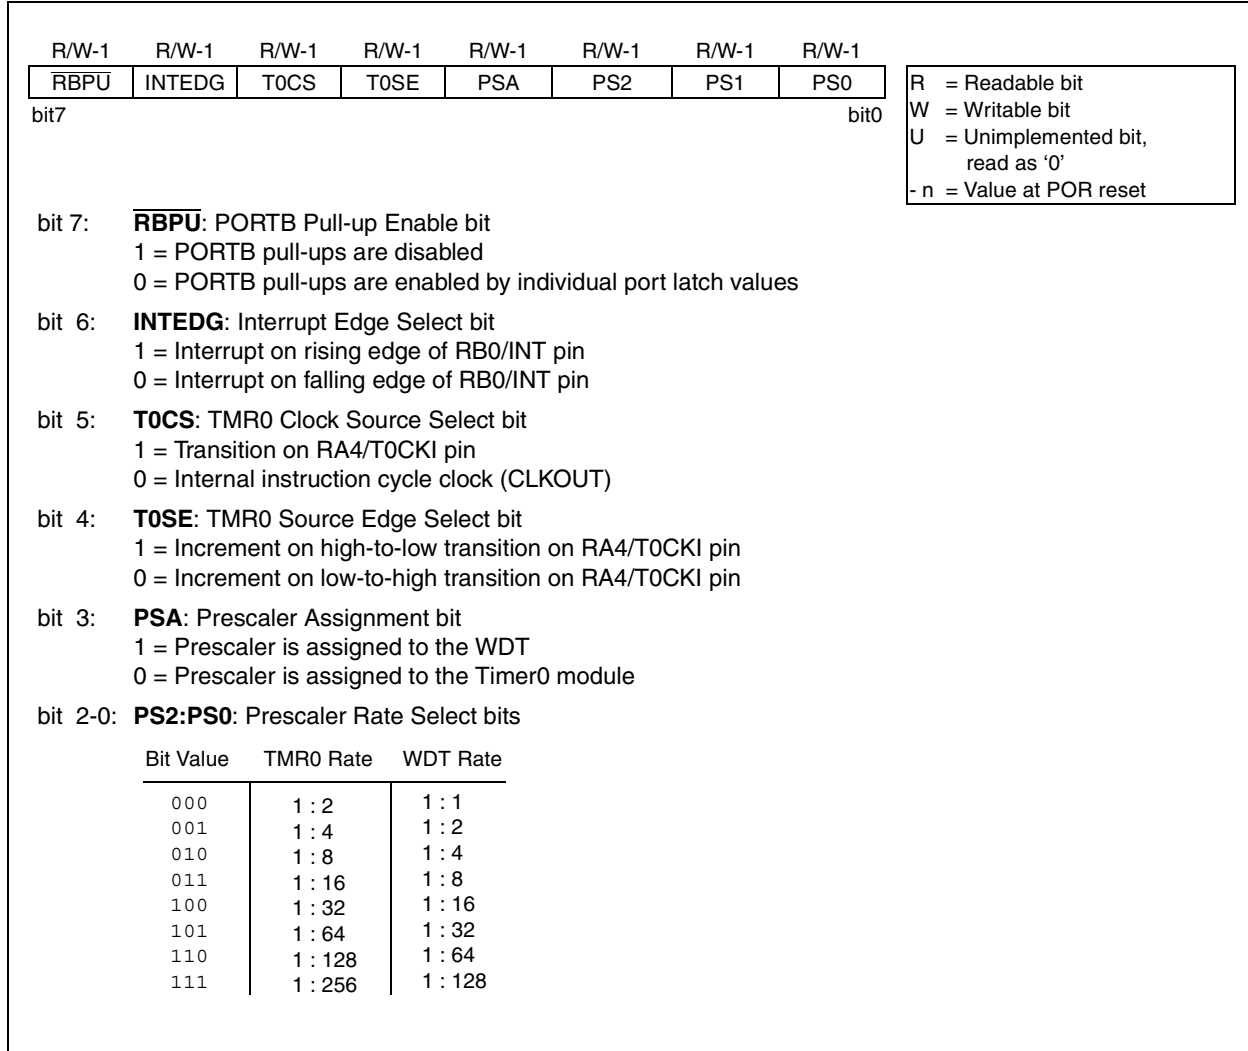 R/W-1 R/W-1 R/W-1 R/W-1 R/W-1 R/W-1 R/W-1 R/W-1
RBPU INTEDG T0CS T0SE PSA PS2 PS1 PS0
bit7 bit0
R = Readable bit
W = Writable bit
U = Unimplemented bit,
read as ‘0’
- n = Value at POR reset
bit 7: RBPU: PORTB Pull-up Enable bit
1 = PORTB pull-ups are disabled
0 = PORTB pull-ups are enabled by individual port latch values
bit 6: INTEDG: Interrupt Edge Select bit
1 = Interrupt on rising edge of RB0/INT pin
0 = Interrupt on falling edge of RB0/INT pin
bit 5: T0CS: TMR0 Clock Source Select bit
1 = Transition on RA4/T0CKI pin
0 = Internal instruction cycle clock (CLKOUT)
bit 4: T0SE: TMR0 Source Edge Select bit
1 = Increment on high-to-low transition on RA4/T0CKI pin
0 = Increment on low-to-high transition on RA4/T0CKI pin
bit 3: PSA: Prescaler Assignment bit
1 = Prescaler is assigned to the WDT
0 = Prescaler is assigned to the Timer0 module
bit 2-0: PS2:PS0: Prescaler Rate Select bits
Bit Value TMR0 Rate WDT Rate
000 1 : 2 1 : 1
001 1 : 4 1 : 2
010 1 : 8 1 : 4
011 1 : 16 1 : 8
100 1 : 32 1 : 16
101 1 : 64 1 : 32
110 1 : 128 1 : 64
111 1 : 256 1 : 128